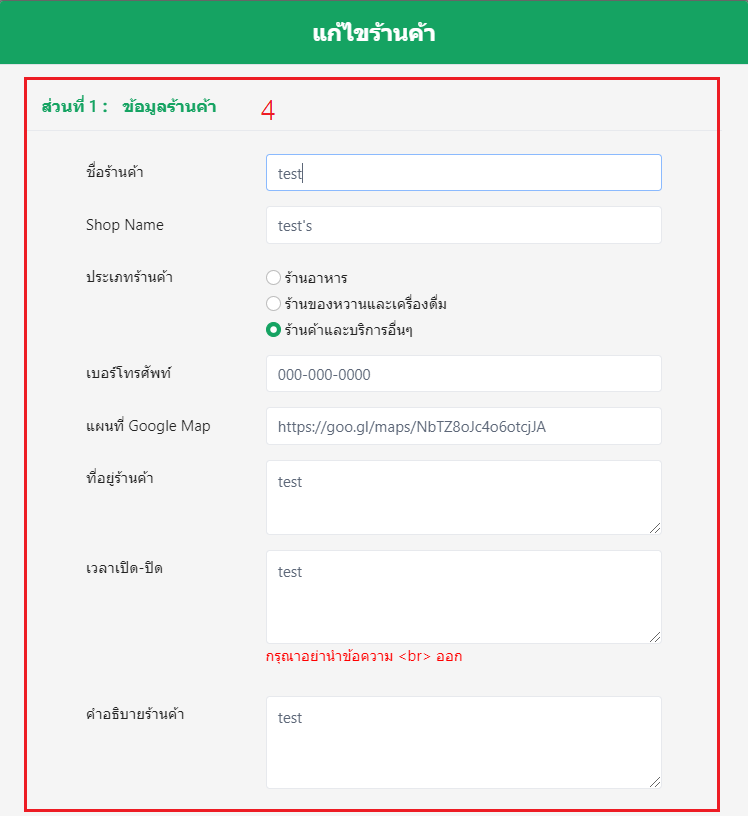 แก้ไขร้านค้า
ส่วนที่ 1 : ข้อมูลร้านค้า 4
ชื่อร้านค้า test
Shop Name test's
ประเภทร้านค้า ร้านอาหาร
ร้านของหวานและเครื่องดื่ม
ร้านค้าและบริการอื่นๆ
เบอร์โทรศัพท์ 000-000-0000
แผนที่ Google Map https://goo.gl/maps/NbTZ8oJc4o6otcjJA
ที่อยู่ร้านค้า test
เวลาเปิด-ปิด test
กรุณาอย่านำข้อความ <br> ออก
คำอธิบายร้านค้า test